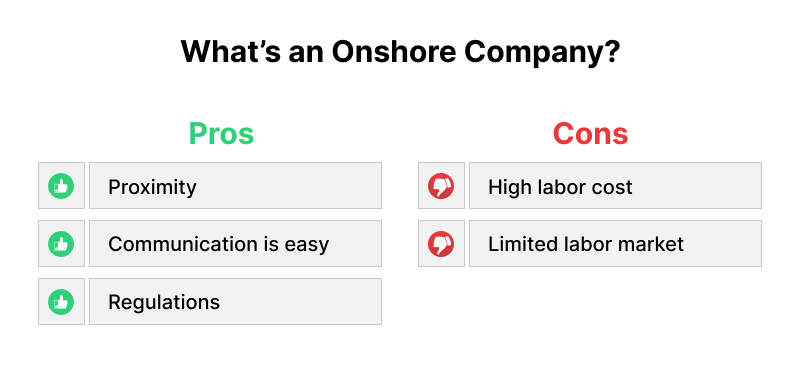 What’s an Onshore Company?
Pros
Proximity
Communication is easy
Regulations
Cons
High labor cost
Limited labor market